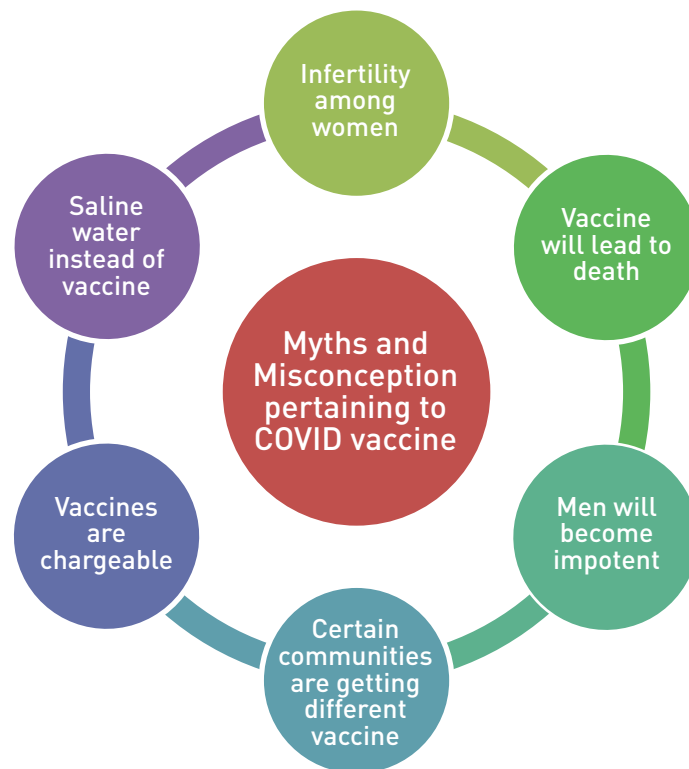 Infertility
among
women
Vaccine
will lead to
death
Men will
become
impotent
Certain
communities
are getting
different
vaccine
Vaccines
are
chargeable
Saline
water
instead of
vaccine
Myths and
Misconception
pertaining to
COVID vaccine